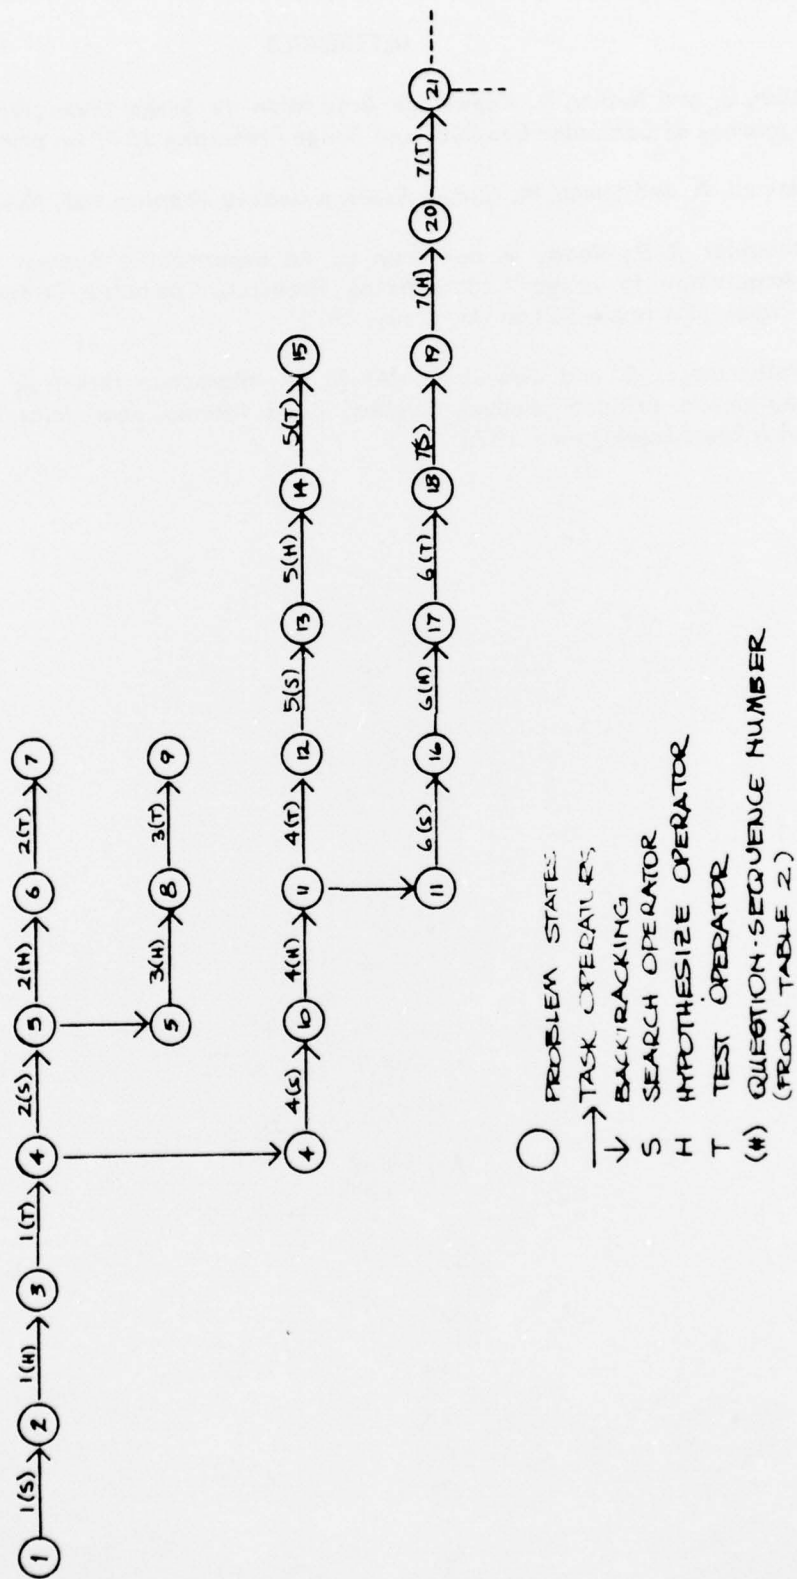 1 1(S) 2 1(H) 3 1(T) 4 2(S) 5 2(H) 6 2(T) 7
5 3(H) 8 3(T) 9
4 4(S) 10 4(H) 11 4(T) 12 5(S) 13 5(H) 14 5(T) 15
11 6(S) 16 6(H) 17 6(T) 18 7(S) 19 7(H) 20 7(T) 21
PROBLEM STATES
TASK OPERATORS
BACKTRACKING
S SEARCH OPERATOR
H HYPOTHESIZE OPERATOR
T TEST OPERATOR
(#) QUESTION-SEQUENCE NUMBER
(FROM TABLE 2)